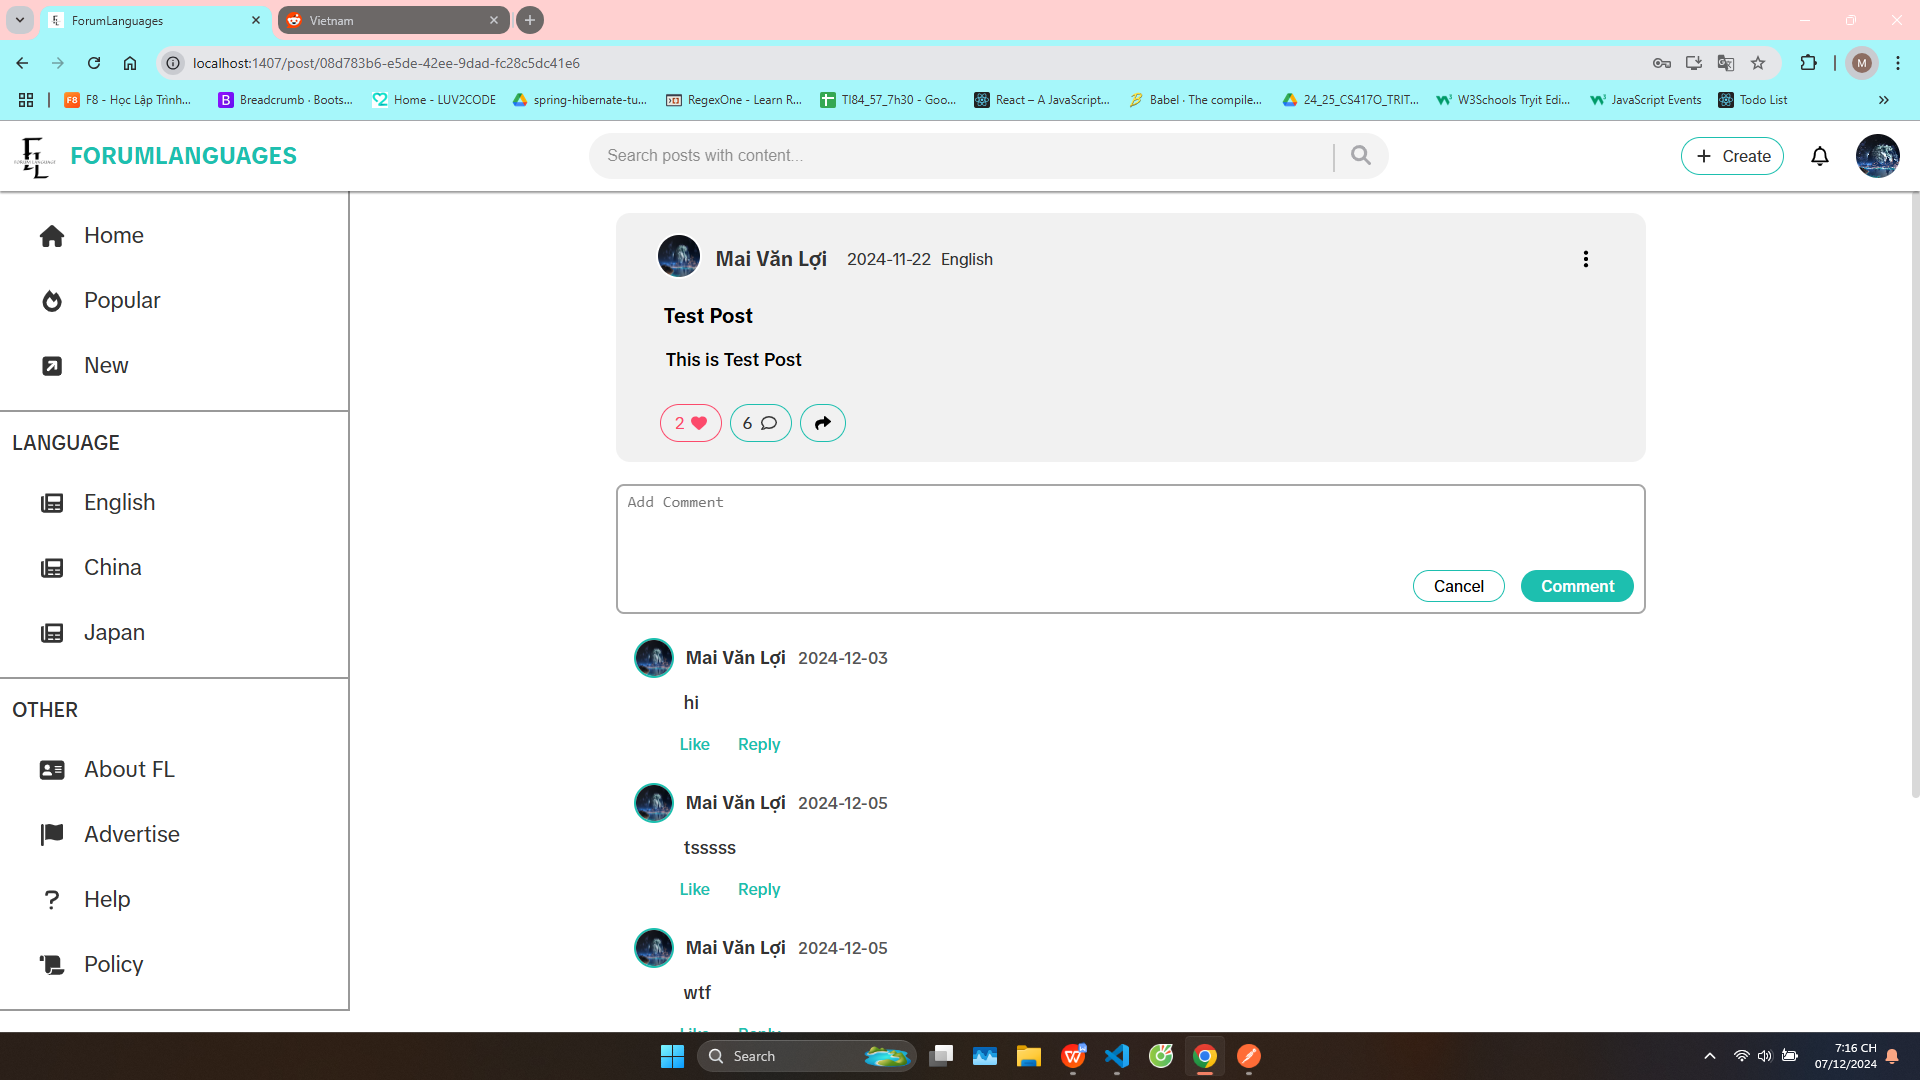 ForumLanguages
Vietnam
localhost:1407/post/08d783b6-e5de-42ee-9dad-fc28c5dc41e6
M
F8 - Học Lập Trình...
Breadcrumb · Boots...
Home - LUV2CODE
spring-hibernate-tu...
RegexOne - Learn R...
TI84_57_7h30 - Goo...
React – A JavaScript...
Babel · The compile...
24_25_CS417O_TRIT...
W3Schools Tryit Edi...
JavaScript Events
Todo List
FORUMLANGUAGES
Search posts with content...
Create
Home
Popular
New
LANGUAGE
English
China
Japan
OTHER
About FL
Advertise
Help
Policy
Mai Văn Lợi 2024-11-22 English
Test Post
This is Test Post
2
6
Add Comment
Cancel
Comment
Mai Văn Lợi 2024-12-03
hi
Like Reply
Mai Văn Lợi 2024-12-05
tsssss
Like Reply
Mai Văn Lợi 2024-12-05
wtf
Like Reply
Search
7:16 CH
07/12/2024